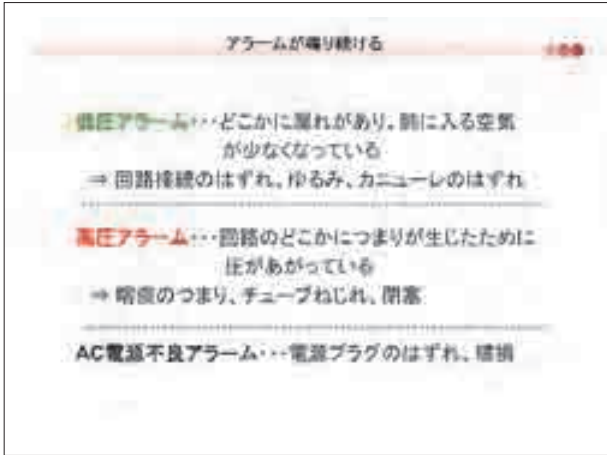 アラームが鳴り続ける
低圧アラーム･･･どこかに漏れがあり、肺に入る空気
が少なくなっている
⇒ 回路接続のはずれ、ゆるみ、カニューレのはずれ
高圧アラーム･･･回路のどこかにつまりが生じたために
圧があがっている
⇒ 喀痰のつまり、チューブねじれ、閉塞
AC電源不良アラーム･･･電源プラグのはずれ、破損